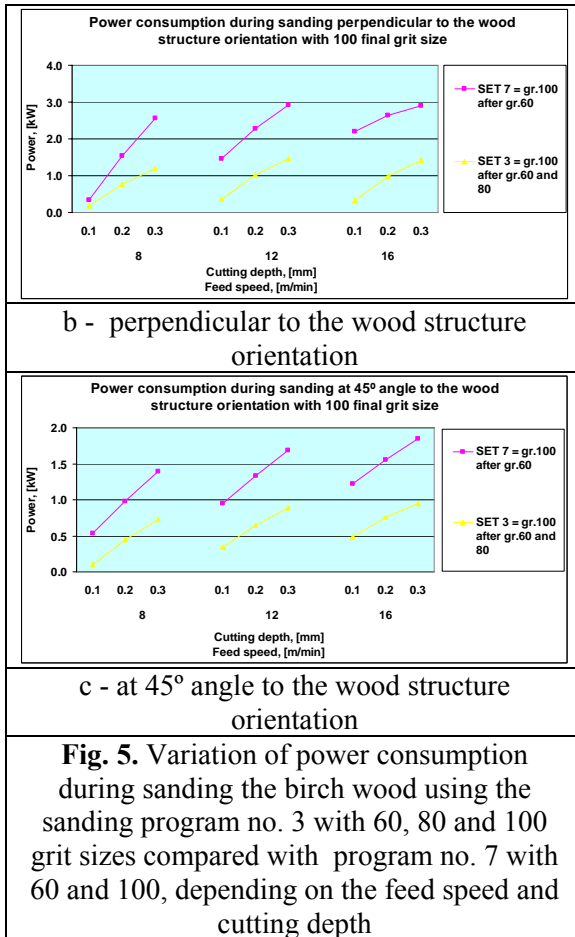 Power consumption during sanding perpendicular to the wood
structure orientation with 100 final grit size
4.0
3.0
2.0
1.0
0.0
Power, [kW]
0.1 0.2 0.3 0.1 0.2 0.3 0.1 0.2 0.3
8 12 16
Cutting depth, [mm]
Feed speed, [m/min]
SET 7 = gr.100
after gr.60
SET 3 = gr.100
after gr.60 and
80
b - perpendicular to the wood structure
orientation
Power consumption during sanding at 45º angle to the wood
structure orientation with 100 final grit size
2.0
1.5
1.0
0.5
0.0
Power, [kW]
0.1 0.2 0.3 0.1 0.2 0.3 0.1 0.2 0.3
8 12 16
Cutting depth, [mm]
Feed speed, [m/min]
SET 7 = gr.100
after gr.60
SET 3 = gr.100
after gr.60 and
80
c - at 45º angle to the wood structure
orientation
Fig. 5. Variation of power consumption
during sanding the birch wood using the
sanding program no. 3 with 60, 80 and 100
grit sizes compared with program no. 7 with
60 and 100, depending on the feed speed and
cutting depth